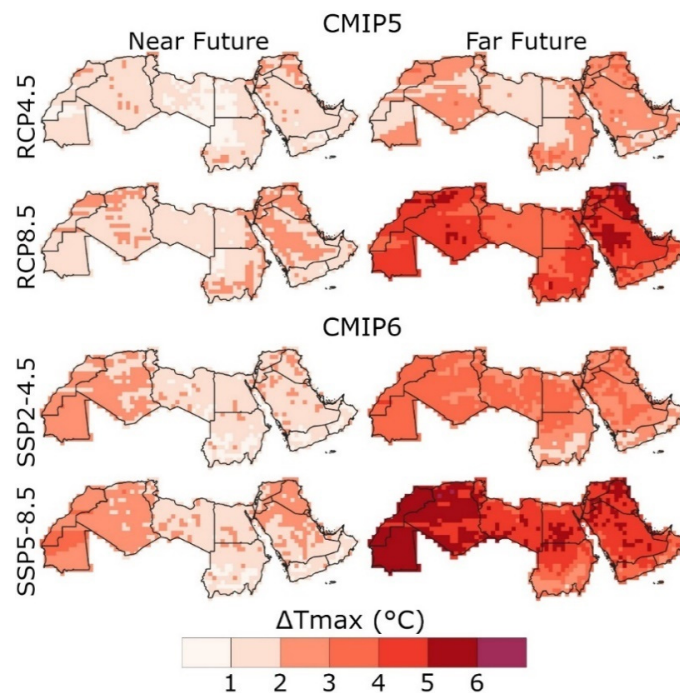 CMIP5
Near Future Far Future
RCP4.5
RCP8.5
CMIP6
SSP2-4.5
SSP5-8.5
ΔTmax (°C)
1 2 3 4 5 6